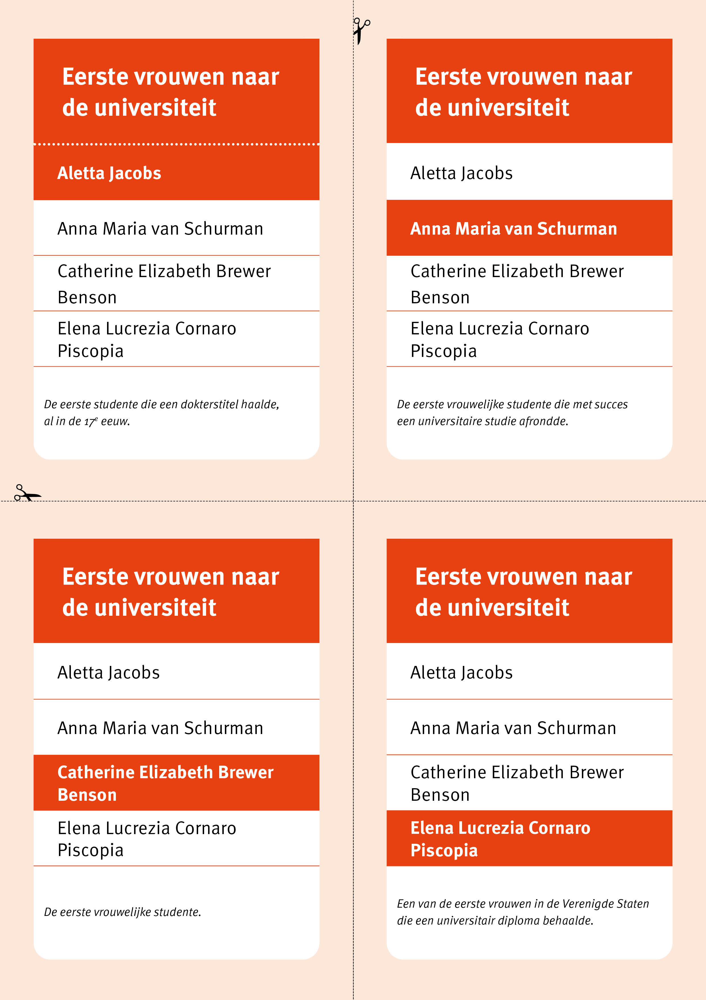 Eerste vrouwen naar
de universiteit
Aletta Jacobs
Anna Maria van Schurman
Catherine Elizabeth Brewer
Benson
Elena Lucrezia Cornaro
Piscopia
De eerste studente die een dokterstitel haalde,
al in de 17e eeuw.
Eerste vrouwen naar
de universiteit
Aletta Jacobs
Anna Maria van Schurman
Catherine Elizabeth Brewer
Benson
Elena Lucrezia Cornaro
Piscopia
De eerste vrouwelijke studente die met succes
een universitaire studie afrondde.
Eerste vrouwen naar
de universiteit
Aletta Jacobs
Anna Maria van Schurman
Catherine Elizabeth Brewer
Benson
Elena Lucrezia Cornaro
Piscopia
De eerste vrouwelijke studente.
Eerste vrouwen naar
de universiteit
Aletta Jacobs
Anna Maria van Schurman
Catherine Elizabeth Brewer
Benson
Elena Lucrezia Cornaro
Piscopia
Een van de eerste vrouwen in de Verenigde Staten
die een universitair diploma behaalde.